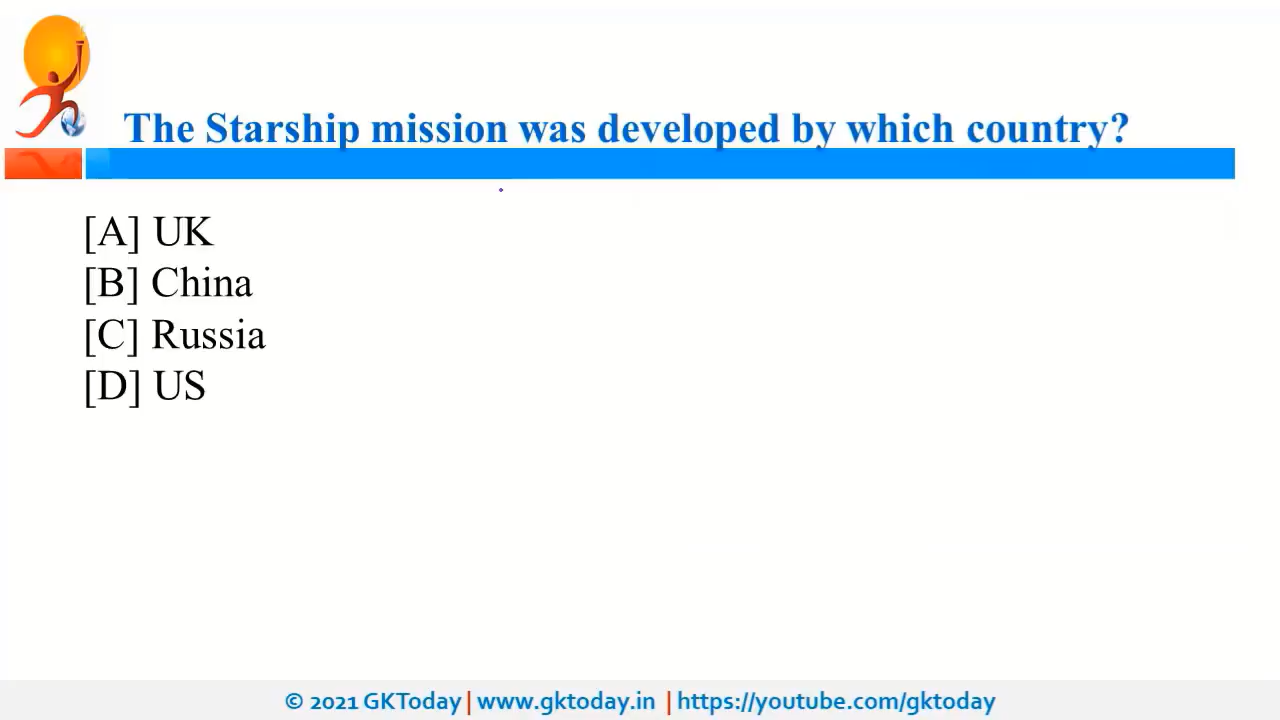 The Starship mission was developed by which country?
[A] UK
[B] China
[C] Russia
[D] US
© 2021 GKToday | www.gktoday.in | https://youtube.com/gktoday